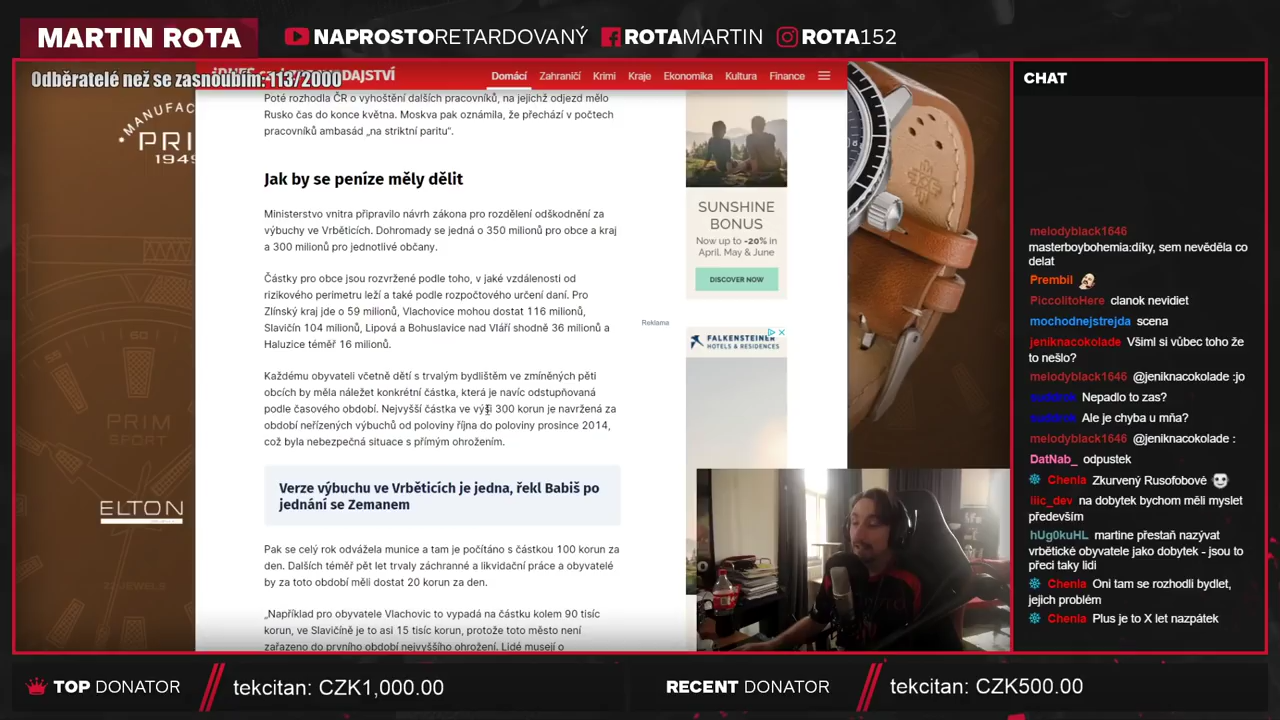 MARTIN ROTA
NAPROSTORETARDOVANÝ
ROTAMARTIN
ROTA152
Odběratelé než se zasnoubím: 113/2000
Domácí Zahraničí Krimi Kraje Ekonomika Kultura Finance
MANUFAC
PRI
1949
Poté rozhodla ČR o vyhoštění dalších pracovníků, na jejichž odjezd mělo
Rusko čas do konce května. Moskva pak oznámila, že přechází v počtech
pracovníků ambasád „na striktní paritu“.
Jak by se peníze měly dělit
Ministerstvo vnitra připravilo návrh zákona pro rozdělení odškodnění za
výbuchy ve Vrběticích. Dohromady se jedná o 350 milionů pro obce a kraj
a 300 milionů pro jednotlivé občany.
Částky pro obce jsou rozvržené podle toho, v jaké vzdálenosti od
rizikového perimetru leží a také podle rozpočtového určení daní. Pro
Zlínský kraj jde o 59 milionů, Vlachovice mohou dostat 116 milionů,
Slavičín 104 milionů, Lipová a Bohuslavice nad Vláří shodně 36 milionů a
Haluzice téměř 16 milionů.
Každému obyvateli včetně dětí s trvalým bydlištěm ve zmíněných pěti
obcích by měla náležet konkrétní částka, která je navíc odstupňovaná
podle časového období. Nejvyšší částka ve výši 300 korun je navržená za
období neřízených výbuchů od poloviny října do poloviny prosince 2014,
což byla nebezpečná situace s přímým ohrožením.
Verze výbuchu ve Vrběticích je jedna, řekl Babiš po
jednání se Zemanem
Pak se celý rok odvážela munice a tam je počítáno s částkou 100 korun za
den. Dalších téměř pět let trvaly záchranné a likvidační práce a obyvatelé
by za toto období měli dostat 20 korun za den.
„Například pro obyvatele Vlachovic to vypadá na částku kolem 90 tisíc
korun, ve Slavičíně je to asi 15 tisíc korun, protože toto město není
zařazeno do prvního období nejvyššího ohrožení. Lidé musejí o
PRIM
SPORT
ELTON
22 JEWELS
SUNSHINE
BONUS
Now up to -20% in
April, May & June
DISCOVER NOW
Reklama
FALKENSTEINER
HOTELS & RESIDENCES
CHAT
melodyblack1646
masterboybohemia:díky, sem nevěděla co
delat
Prembil
PiccolitoHere clanok nevidiet
mochodnejstrejda scena
jeniknacokolade Všiml si vůbec toho že
to nešlo?
melodyblack1646 @jeniknacokolade :jo
Nepadlo to zas?
Ale je chyba u mňa?
melodyblack1646 @jeniknacokolade :
DatNab_ odpustek
Chenla Zkurvený Rusofobové
liic_dev na dobytek bychom měli myslet
především
hUg0kuHL martine přestaň nazývat
vrbětické obyvatele jako dobytek - jsou to
přeci taky lidi
Chenla Oni tam se rozhodli bydlet,
jejich problém
Chenla Plus je to X let nazpátek
TOP DONATOR
tekcitan: CZK1,000.00
RECENT DONATOR
tekcitan: CZK500.00